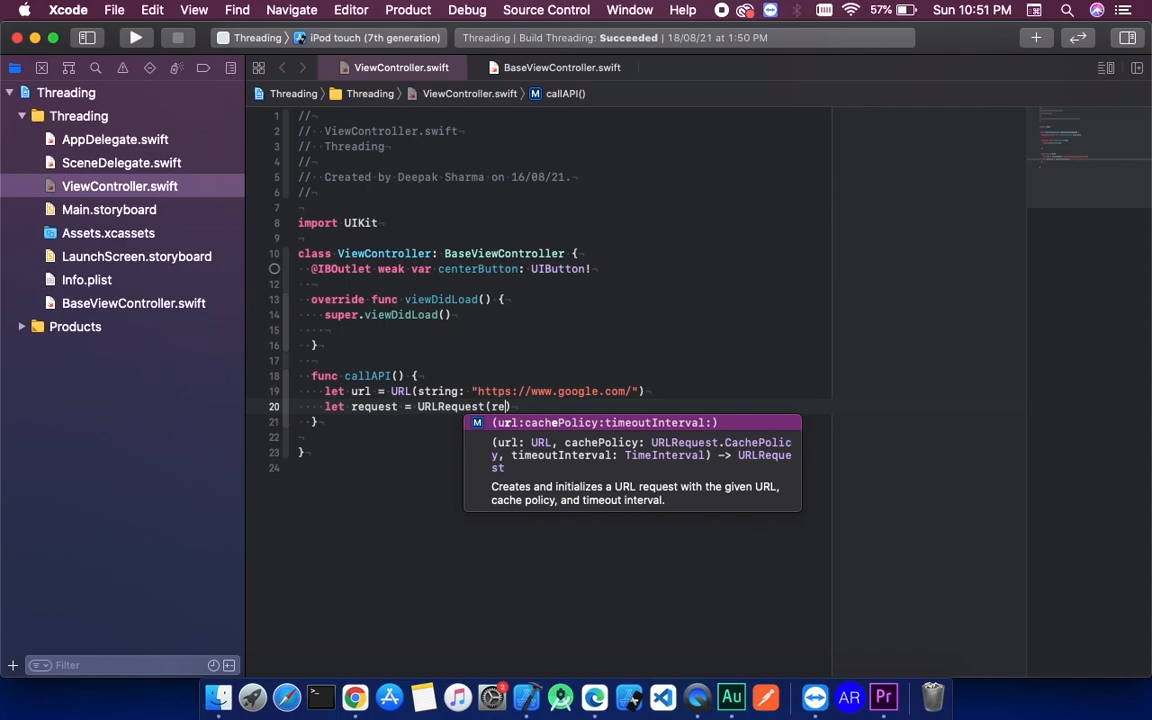 Xcode File Edit View Find Navigate Editor Product Debug Source Control Window Help 57% Sun 10:51 PM
Threading iPod touch (7th generation) Threading | Build Threading: Succeeded | 18/08/21 at 1:50 PM
ViewController.swift BaseViewController.swift
Threading Threading ViewController.swift M callAPI()
Threading
Threading
AppDelegate.swift
SceneDelegate.swift
ViewController.swift
Main.storyboard
Assets.xcassets
LaunchScreen.storyboard
Info.plist
BaseViewController.swift
Products
Filter
1 //
2 // ViewController.swift
3 // Threading
4 //
5 // Created by Deepak Sharma on 16/08/21.
6 //
7
8 import UIKit
9
10 class ViewController: BaseViewController {
@IBOutlet weak var centerButton: UIButton!
12
13 override func viewDidLoad() {
14 super.viewDidLoad()
15
16 }
17
18 func callAPI() {
19 let url = URL(string: "https://www.google.com/")
20 let request = URLRequest(re)
21 }
22
23 }
24
M (url:cachePolicy:timeoutInterval:)
(url: URL, cachePolicy: URLRequest.CachePolic
y, timeoutInterval: TimeInterval) -> URLReque
st
Creates and initializes a URL request with the given URL,
cache policy, and timeout interval.
2 Au AR Pr